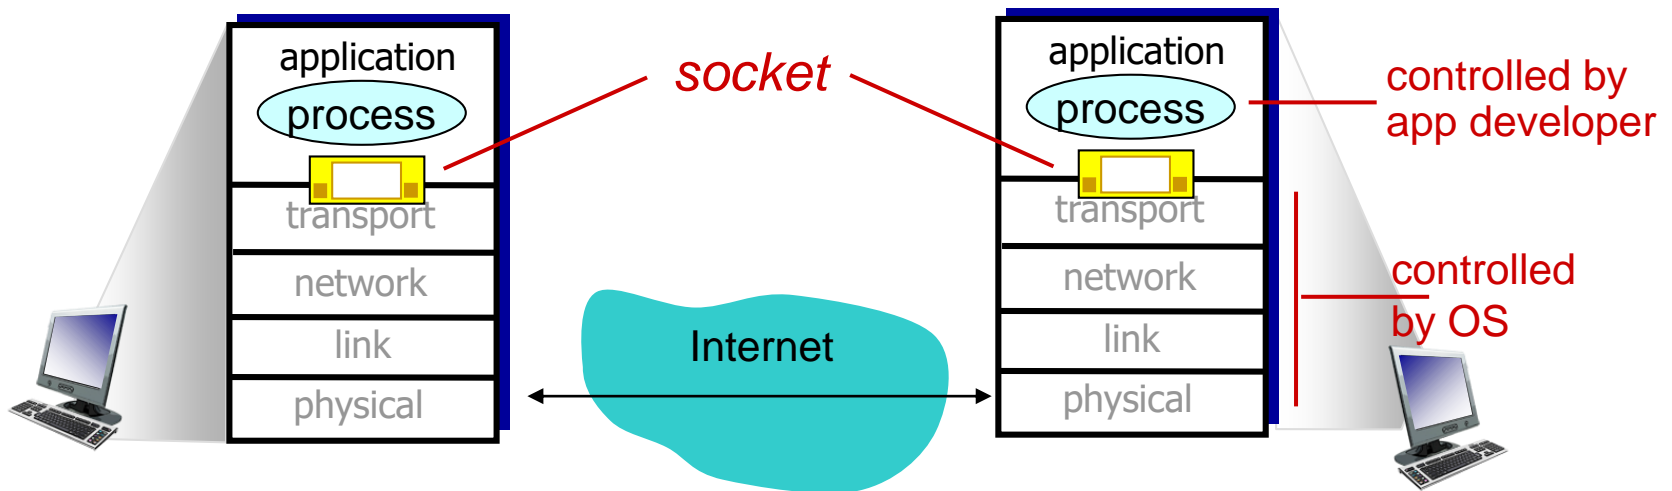 application
process
transport
network
link
physical
socket
Internet
application
process
transport
network
link
physical
controlled by
app developer
controlled
by OS